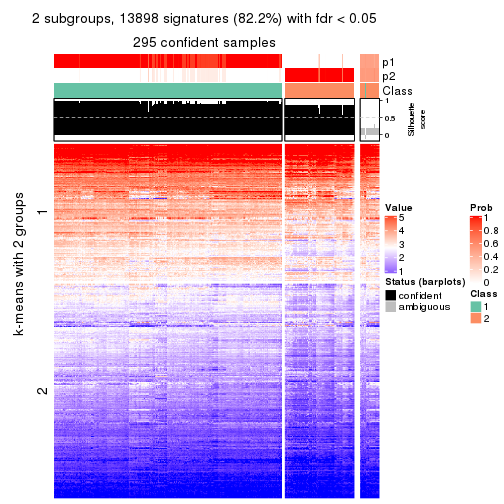 2 subgroups, 13898 signatures (82.2%) with fdr < 0.05
295 confident samples
p1
p2
Class
1
0.5
0
Silhouette
score
k-means with 2 groups
1
2
Value
5
4
3
2
1
Prob
1
0.8
0.6
0.4
0.2
0
Status (barplots)
confident
ambiguous
Class
1
2